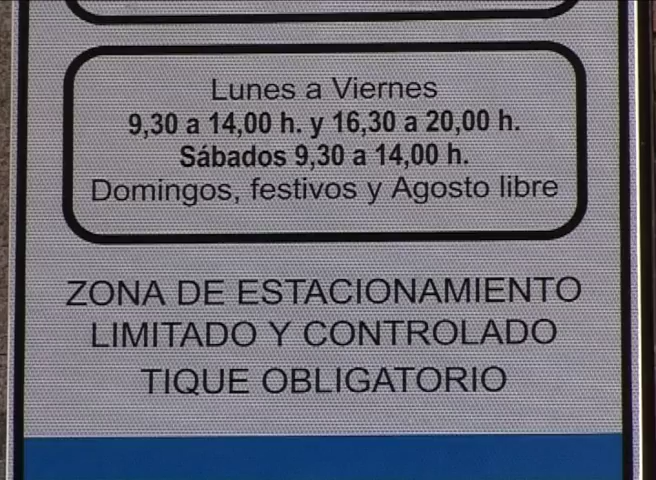 Lunes a Viernes
9,30 a 14,00 h. y 16,30 a 20,00 h.
Sábados 9,30 a 14,00 h.
Domingos, festivos y Agosto libre
ZONA DE ESTACIONAMIENTO
LIMITADO Y CONTROLADO
TIQUE OBLIGATORIO